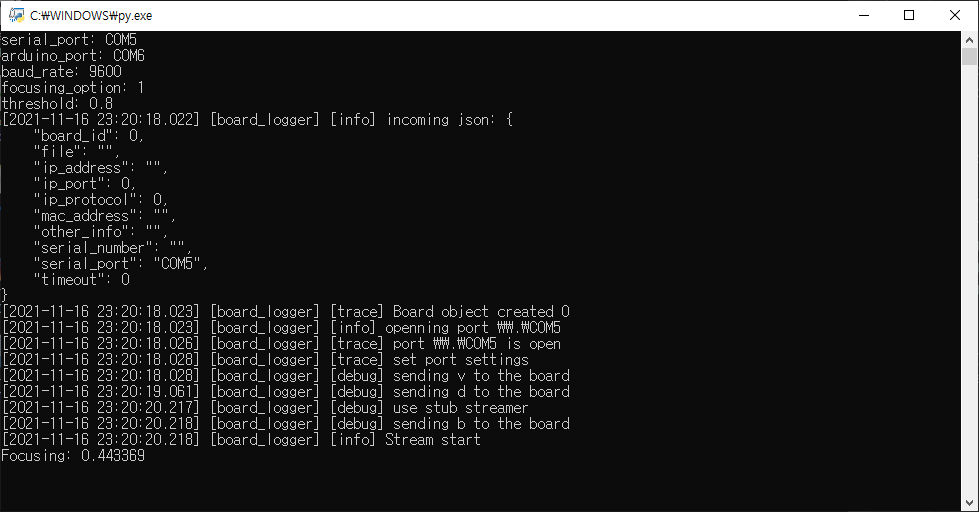 C:₩WINDOWS₩py.exe
serial_port: COM5
arduino_port: COM6
baud_rate: 9600
focusing_option: 1
threshold: 0.8
[2021-11-16 23:20:18.022] [board_logger] [info] incoming json: {
    "board_id": 0,
    "file": "",
    "ip_address": "",
    "ip_port": 0,
    "ip_protocol": 0,
    "mac_address": "",
    "other_info": "",
    "serial_number": "",
    "serial_port": "COM5",
    "timeout": 0
}
[2021-11-16 23:20:18.023] [board_logger] [trace] Board object created 0
[2021-11-16 23:20:18.023] [board_logger] [info] openning port ₩₩.₩COM5
[2021-11-16 23:20:18.026] [board_logger] [trace] port ₩₩.₩COM5 is open
[2021-11-16 23:20:18.028] [board_logger] [trace] set port settings
[2021-11-16 23:20:18.028] [board_logger] [debug] sending v to the board
[2021-11-16 23:20:19.061] [board_logger] [debug] sending d to the board
[2021-11-16 23:20:20.217] [board_logger] [debug] use stub streamer
[2021-11-16 23:20:20.218] [board_logger] [debug] sending b to the board
[2021-11-16 23:20:20.218] [board_logger] [info] Stream start
Focusing: 0.443369